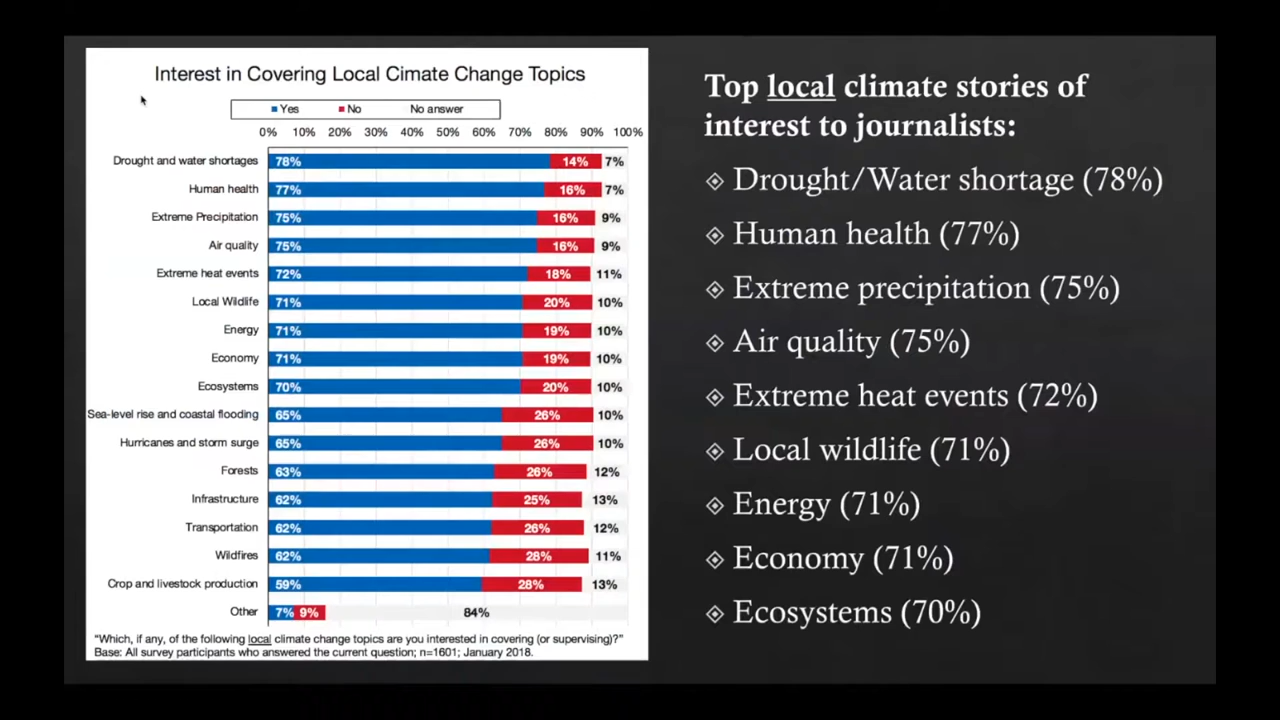 Interest in Covering Local Cimate Change Topics
Yes No No answer
0% 10% 20% 30% 40% 50% 60% 70% 80% 90% 100%
Drought and water shortages 78% 14% 7%
Human health 77% 16% 7%
Extreme Precipitation 75% 16% 9%
Air quality 75% 16% 9%
Extreme heat events 72% 18% 11%
Local Wildlife 71% 20% 10%
Energy 71% 19% 10%
Economy 71% 19% 10%
Ecosystems 70% 20% 10%
Sea-level rise and coastal flooding 65% 26% 10%
Hurricanes and storm surge 65% 26% 10%
Forests 63% 26% 12%
Infrastructure 62% 25% 13%
Transportation 62% 26% 12%
Wildfires 62% 28% 11%
Crop and livestock production 59% 28% 13%
Other 7% 9% 84%
“Which, if any, of the following local climate change topics are you interested in covering (or supervising)?”
Base: All survey participants who answered the current question; n=1601; January 2018.
Top local climate stories of
interest to journalists:
Drought/Water shortage (78%)
Human health (77%)
Extreme precipitation (75%)
Air quality (75%)
Extreme heat events (72%)
Local wildlife (71%)
Energy (71%)
Economy (71%)
Ecosystems (70%)